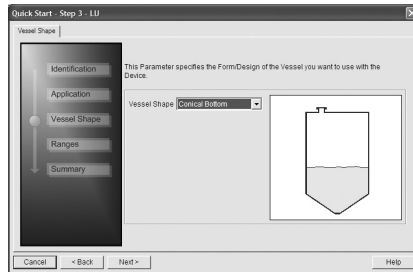 Quick Start - Step 3 - LU
Vessel Shape
Identification
Application
Vessel Shape
Ranges
Summary
This Parameter specifies the Form/Design of the Vessel you want to use with the
Device.
Vessel Shape Conical Bottom
Cancel < Back Next > Help